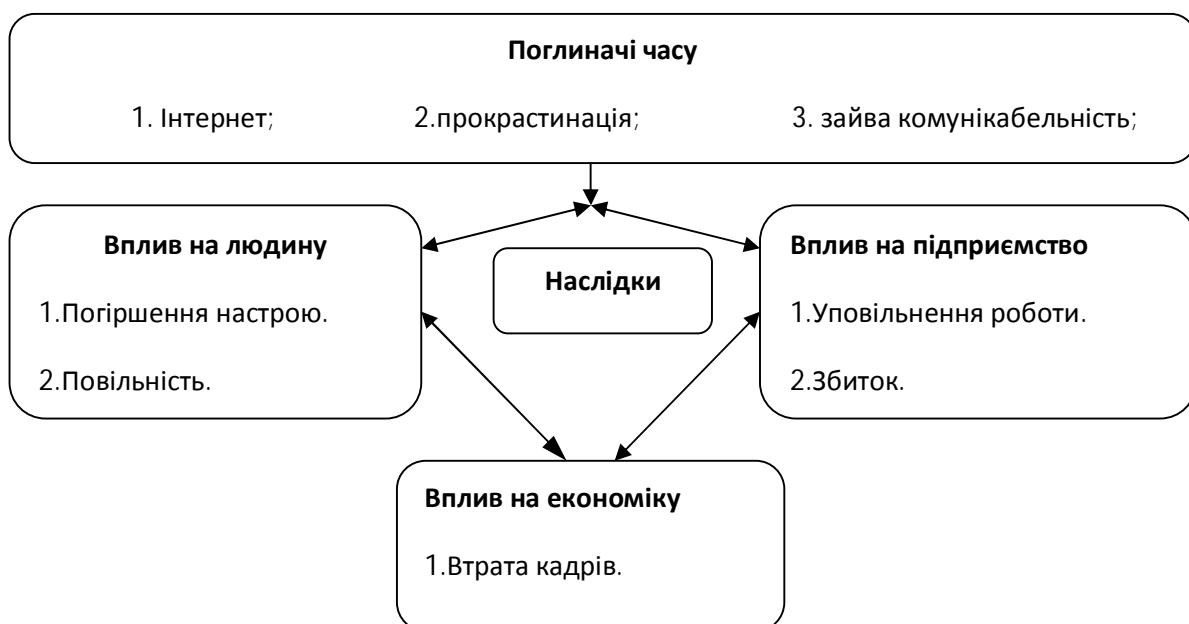 Поглиначі часу
1. Інтернет; 2.прокрастинація; 3. зайва комунікабельність;
Вплив на людину
1.Погіршення настрою.
2.Повільність.
Наслідки
Вплив на підприємство
1.Уповільнення роботи.
2.Збиток.
Вплив на економіку
1.Втрата кадрів.